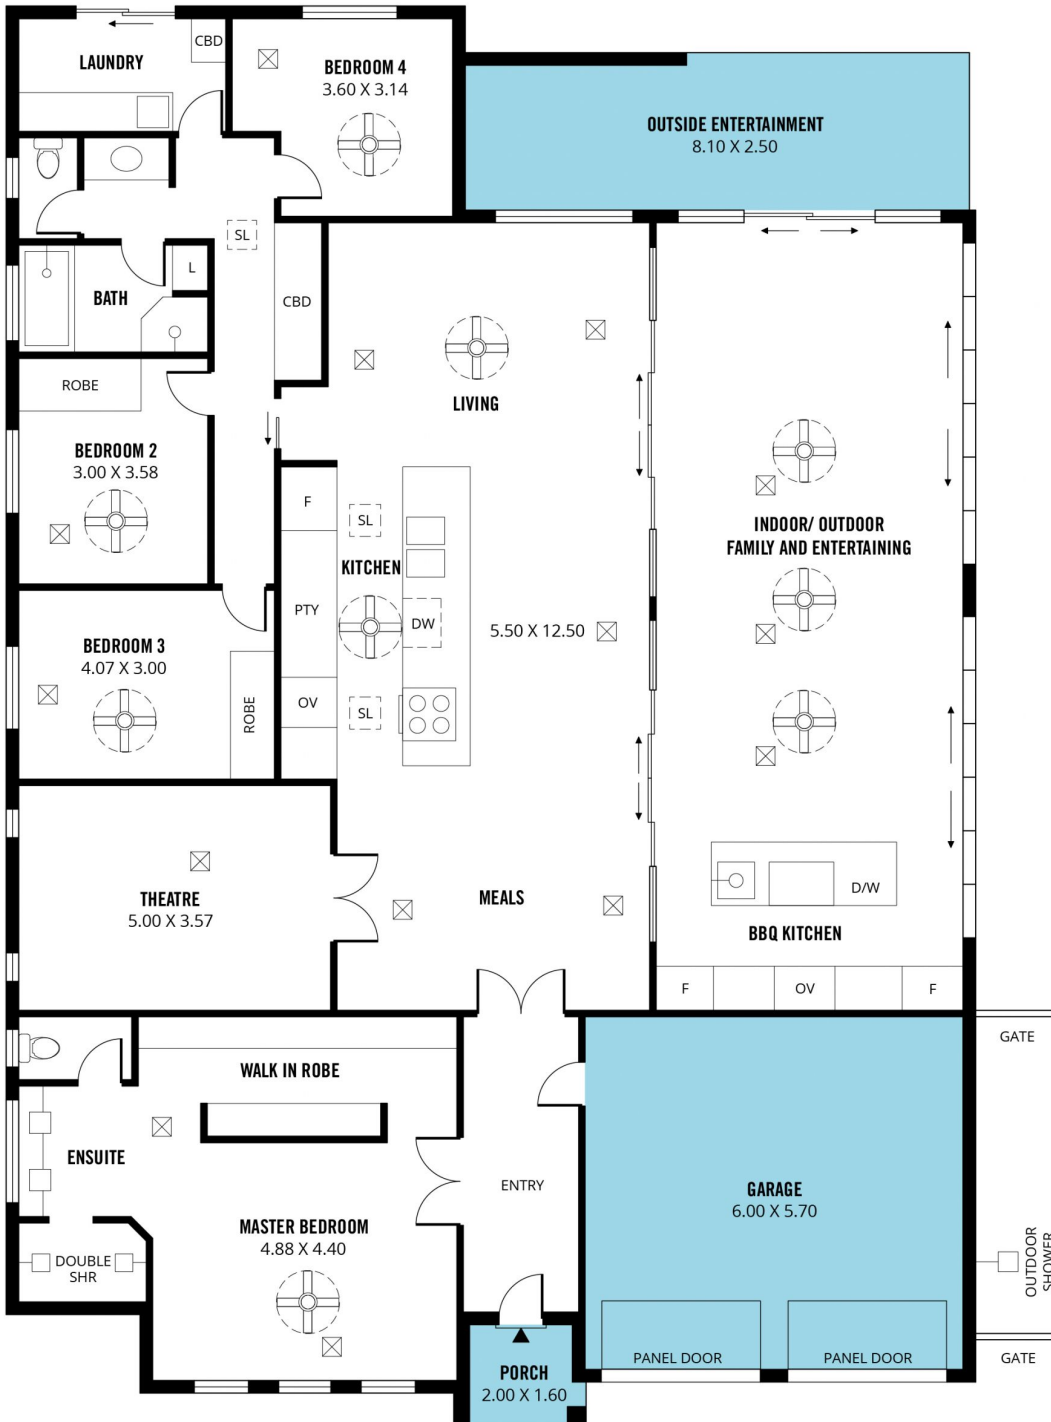 LAUNDRY
CBD
BEDROOM 4
3.60 X 3.14
OUTSIDE ENTERTAINMENT
8.10 X 2.50
SL
L
BATH
CBD
ROBE
LIVING
BEDROOM 2
3.00 X 3.58
F
SL
KITCHEN
INDOOR/ OUTDOOR
FAMILY AND ENTERTAINING
PTY
DW
5.50 X 12.50
BEDROOM 3
4.07 X 3.00
ROBE
OV
SL
THEATRE
5.00 X 3.57
MEALS
D/W
BBQ KITCHEN
F
OV
F
GATE
WALK IN ROBE
ENSUITE
ENTRY
GARAGE
6.00 X 5.70
MASTER BEDROOM
4.88 X 4.40
DOUBLE
SHR
OUTDOOR
SHOWER
PANEL DOOR
PANEL DOOR
GATE
PORCH
2.00 X 1.60